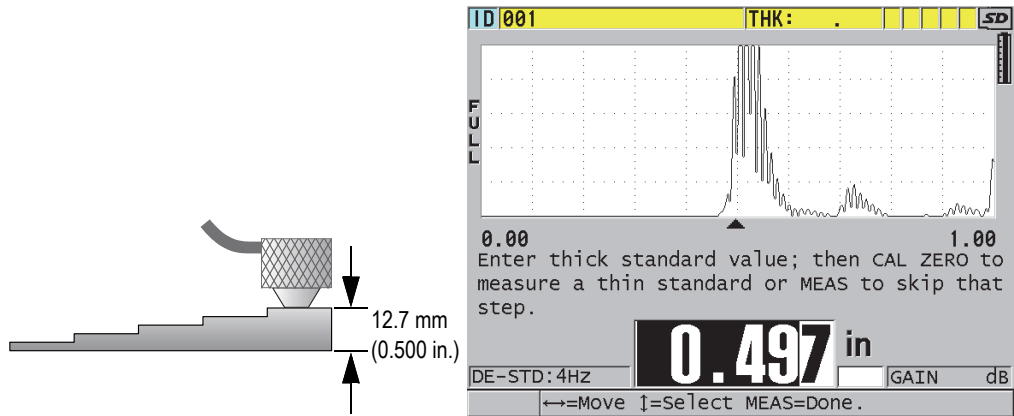 12.7 mm
(0.500 in.)
ID 001 THK: . SD
FULL
0.00 1.00
Enter thick standard value; then CAL ZERO to
measure a thin standard or MEAS to skip that
step.
0.497 in
DE-STD:4Hz GAIN dB
↔=Move ↕=Select MEAS=Done.